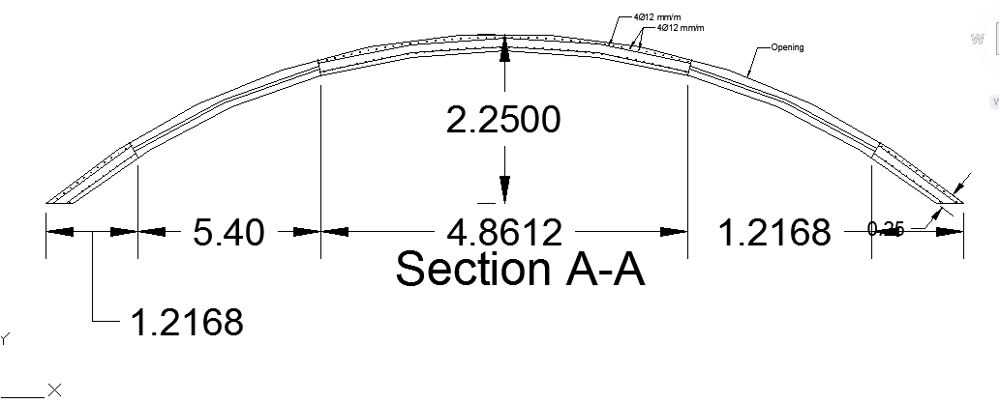 4Ø12 mm/m
4Ø12 mm/m
Opening
W
W
2.2500
5.40
4.8612
1.2168
0.25
Section A-A
1.2168
Y
X